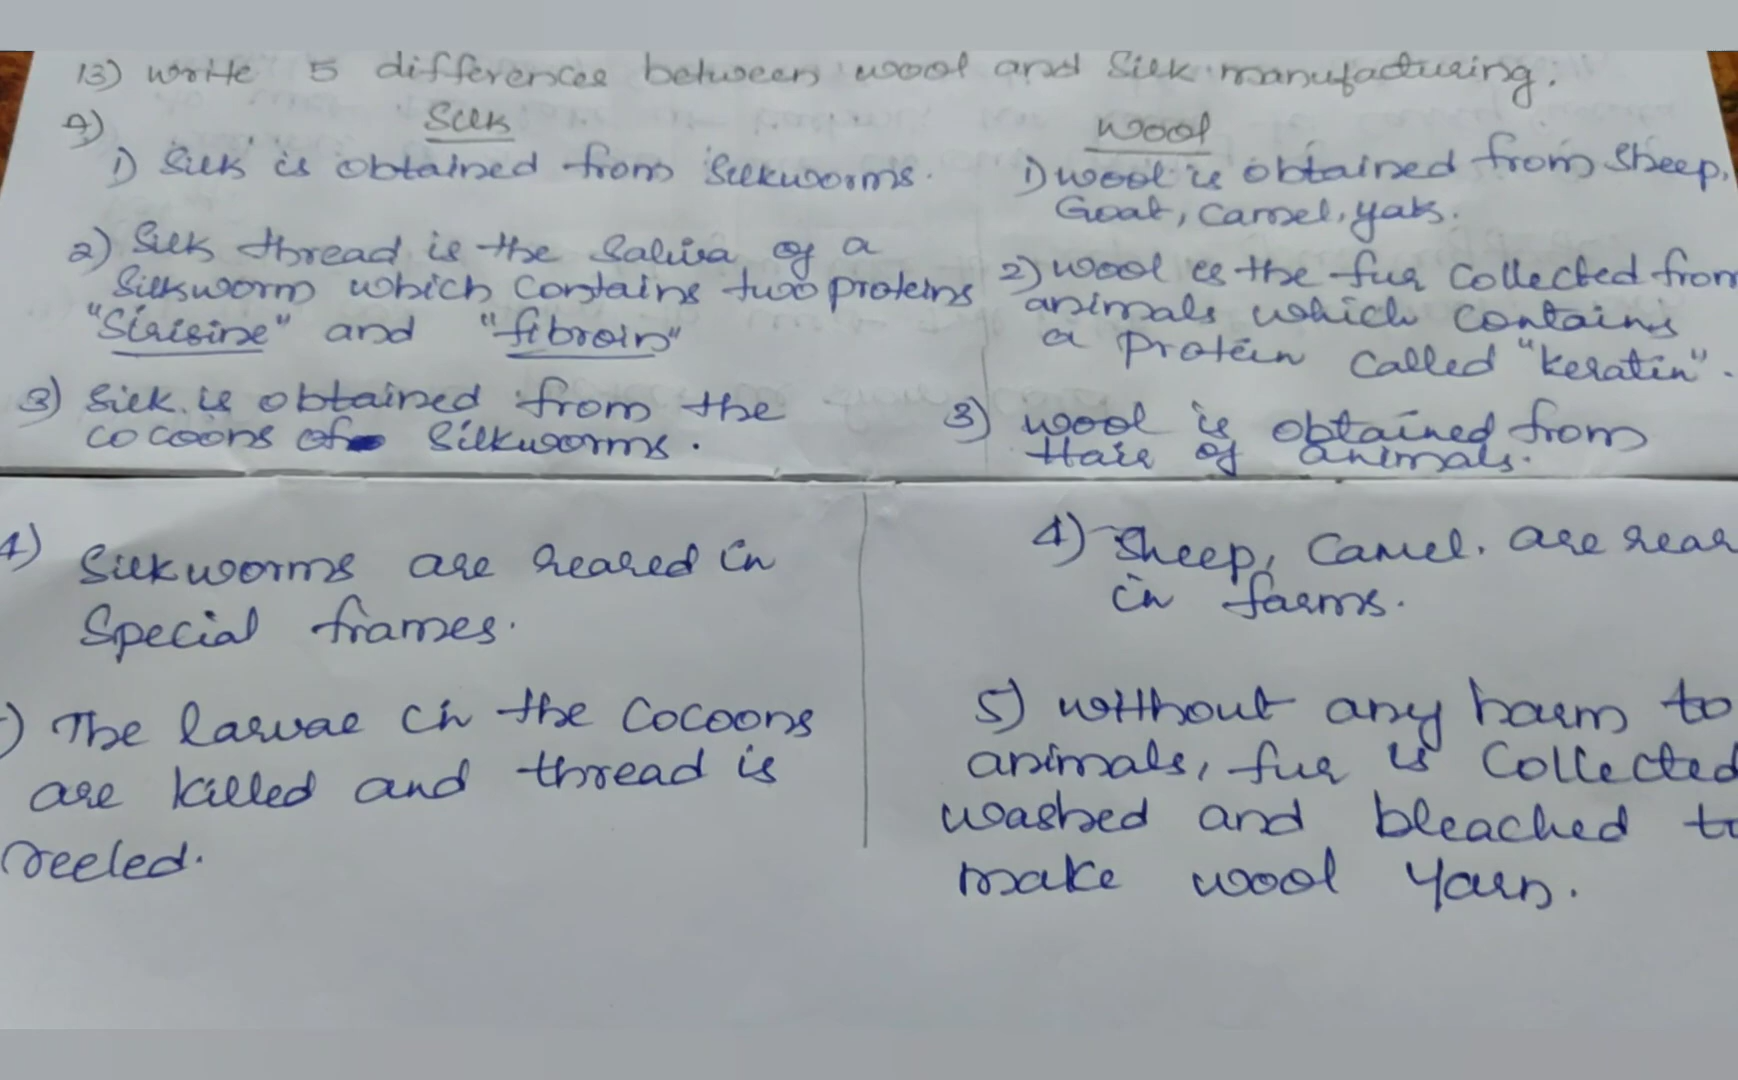 13) write 5 differences between wool and Silk manufacturing.
A)
Silk
1) Silk is obtained from Silkworms.
2) Silk thread is the Saliva of a
Silkworm which contains two proteins
"Sirisine" and "fibroin"
3) Silk is obtained from the
cocoons of Silkworms.
4) Silkworms are reared in
Special frames.
) The larvae in the Cocoons
are killed and thread is
reeled.
Wool
1) wool is obtained from Sheep,
Goat, Camel, yak.
2) wool is the fur Collected from
animals which contains
a Protein Called "keratin".
3) wool is obtained from
Hair of animals.
4) Sheep, Camel. are rear
in farms.
5) without any harm to
animals, fur is Collected
washed and bleached to
make wool Yarn.